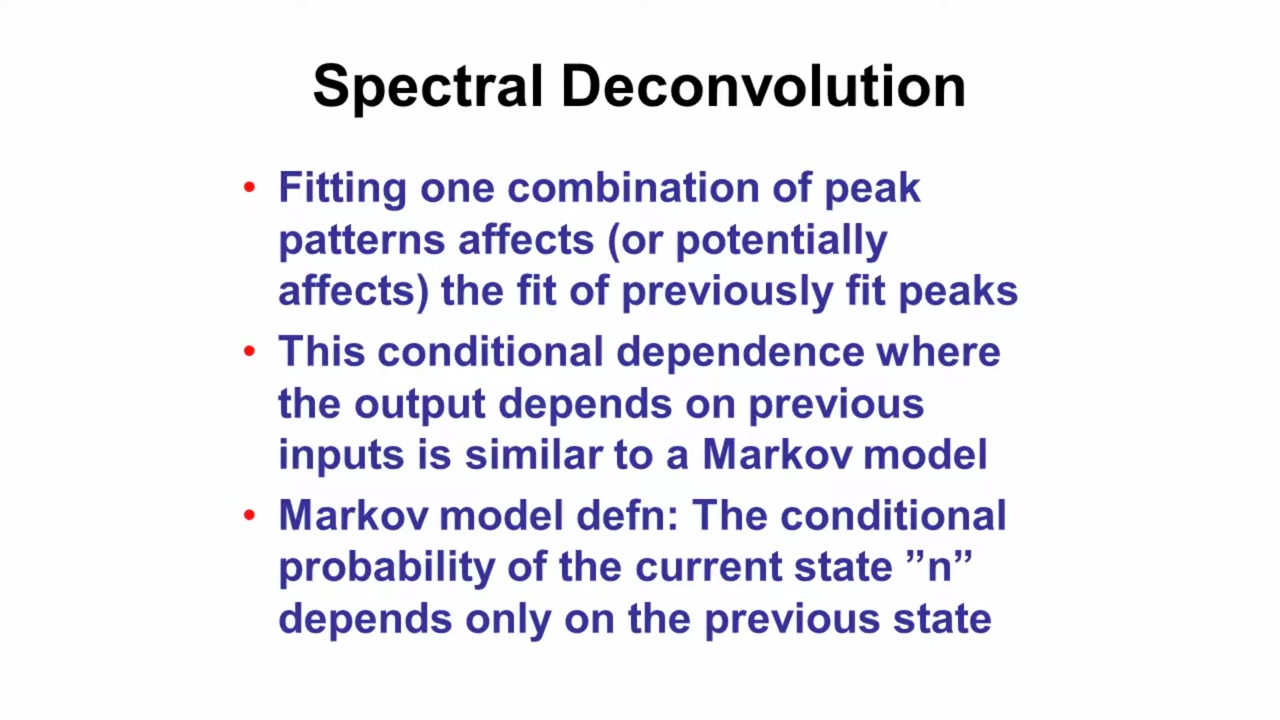 Spectral Deconvolution
• Fitting one combination of peak
patterns affects (or potentially
affects) the fit of previously fit peaks
• This conditional dependence where
the output depends on previous
inputs is similar to a Markov model
• Markov model defn: The conditional
probability of the current state ”n”
depends only on the previous state